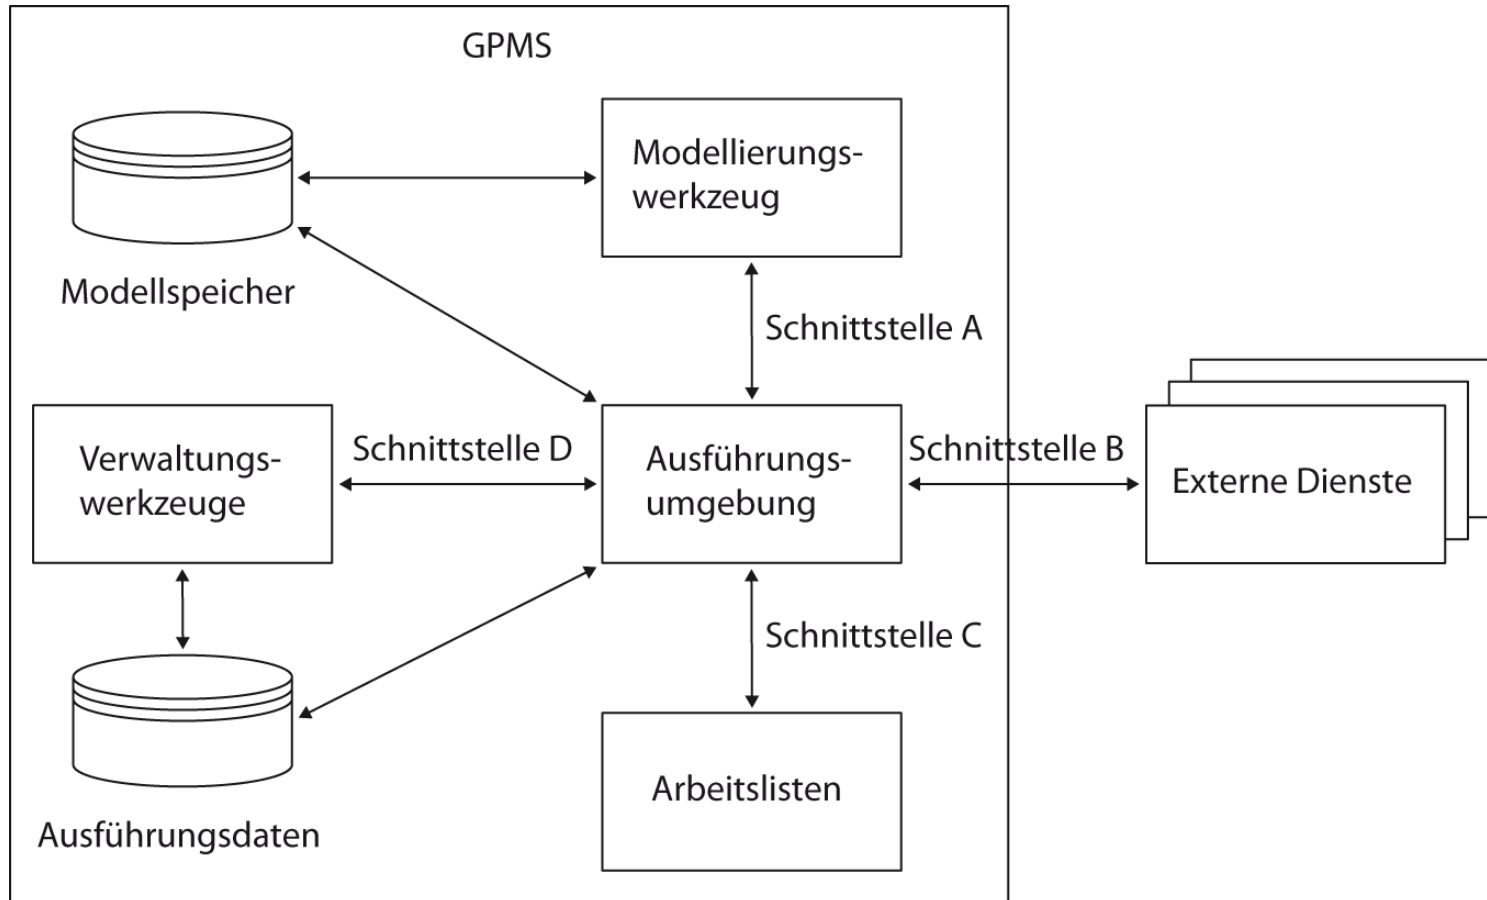 GPMS
Modellierungs-
werkzeug
Modellspeicher
Schnittstelle A
Verwaltungs-
werkzeuge
Schnittstelle D
Ausführungs-
umgebung
Schnittstelle B
Externe Dienste
Schnittstelle C
Arbeitslisten
Ausführungsdaten